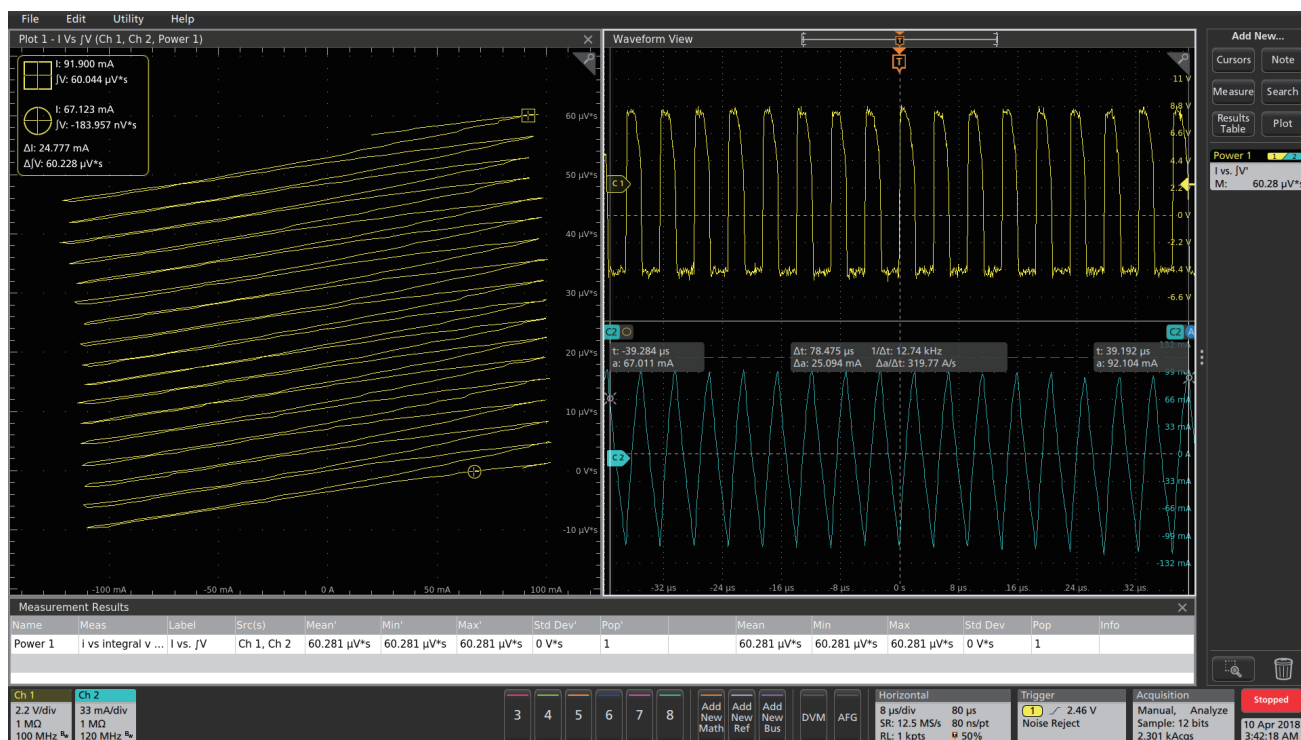 File Edit Utility Help
Plot 1 - I Vs ∫V (Ch 1, Ch 2, Power 1)
I: 91.900 mA
∫V: 60.044 µV*s
I: 67.123 mA
∫V: -183.957 nV*s
ΔI: 24.777 mA
Δ∫V: 60.228 µV*s
60 µV*s
50 µV*s
40 µV*s
30 µV*s
20 µV*s
10 µV*s
0 V*s
-10 µV*s
-100 mA -50 mA 0 A 50 mA 100 mA
Waveform View
T
T
11 V
8.8 V
6.6 V
4.4 V
2.2 V
0 V
-2.2 V
-4.4 V
-6.6 V
C 1
C2
C2 A
t: -39.284 µs
a: 67.011 mA
Δt: 78.475 µs 1/Δt: 12.74 kHz
Δa: 25.094 mA Δa/Δt: 319.77 A/s
t: 39.192 µs
a: 92.104 mA
132 mA
99 mA
66 mA
33 mA
0 A
-33 mA
-66 mA
-99 mA
-132 mA
C 2
-32 µs -24 µs -16 µs -8 µs 0 s 8 µs 16 µs 24 µs 32 µs
Add New...
Cursors Note
Measure Search
Results Table Plot
Power 1 1 2
I vs. ∫V'
M: 60.28 µV*s
Measurement Results
Name Meas Label Src(s) Mean' Min' Max' Std Dev' Pop' Mean Min Max Std Dev Pop Info
Power 1 i vs integral v ... I vs. ∫V Ch 1, Ch 2 60.281 µV*s 60.281 µV*s 60.281 µV*s 0 V*s 1 60.281 µV*s 60.281 µV*s 60.281 µV*s 0 V*s 1
Ch 1
2.2 V/div
1 MΩ
100 MHz Bw
Ch 2
33 mA/div
1 MΩ
120 MHz Bw
3 4 5 6 7 8
Add New Math
Add New Ref
Add New Bus
DVM AFG
Horizontal
8 µs/div 80 µs
SR: 12.5 MS/s 80 ns/pt
RL: 1 kpts 50%
Trigger
1 2.46 V
Noise Reject
Acquisition
Manual, Analyze
Sample: 12 bits
2.301 kAcqs
Stopped
10 Apr 2018
3:42:18 AM